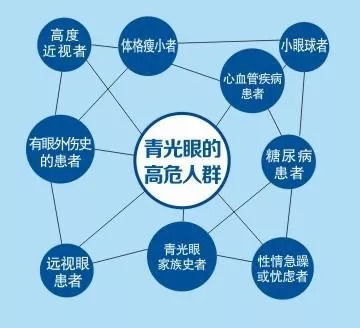 高度
近视者
体格瘦小者
小眼球者
心血管疾病
患者
有眼外伤史
的患者
青光眼的
高危人群
糖尿病
患者
远视眼
患者
青光眼
家族史者
性情急躁
或忧虑者